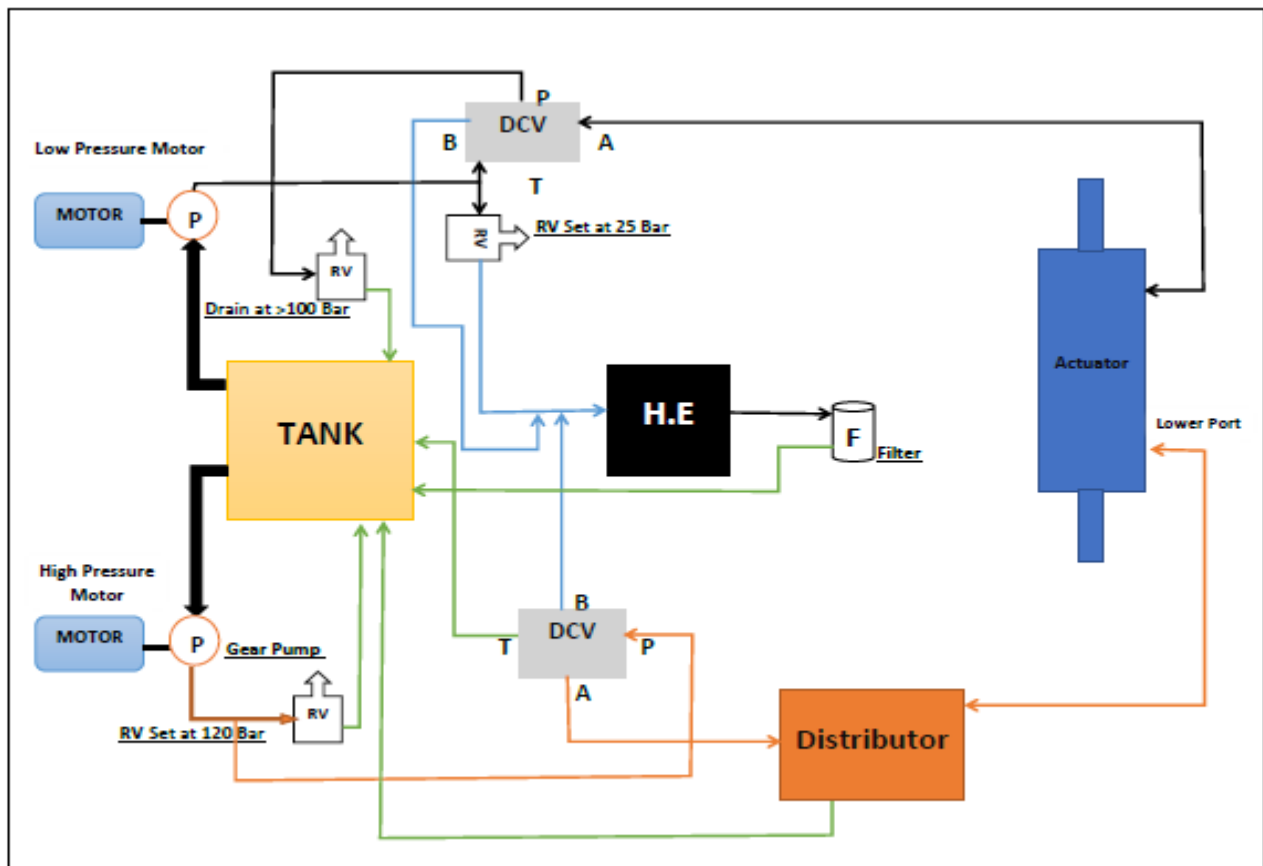 P
DCV
B
A
T
Low Pressure Motor
MOTOR
P
RV
RV Set at 25 Bar
RV
Drain at >100 Bar
TANK
H.E
F
Filter
Actuator
Lower Port
High Pressure
Motor
MOTOR
P
Gear Pump
RV
RV Set at 120 Bar
B
DCV
T
P
A
Distributor